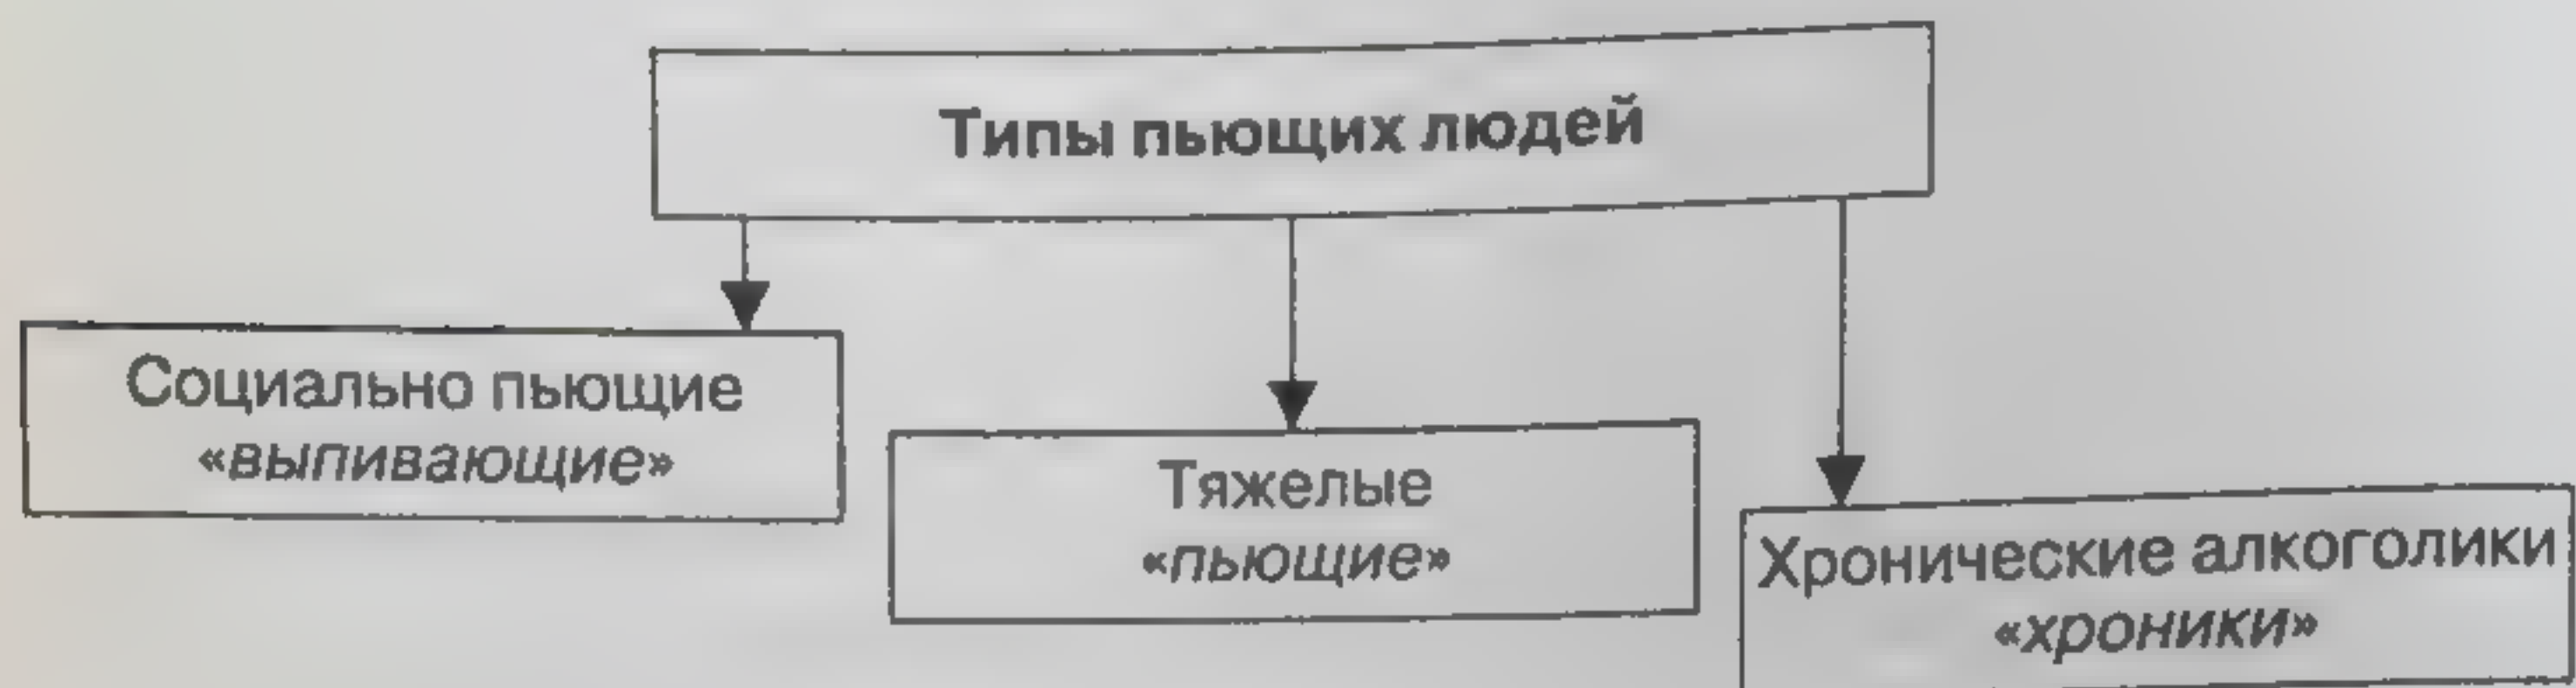 Типы пьющих людей
Социально пьющие
«выпивающие»
Тяжелые
«пьющие»
Хронические алкоголики
«хроники»